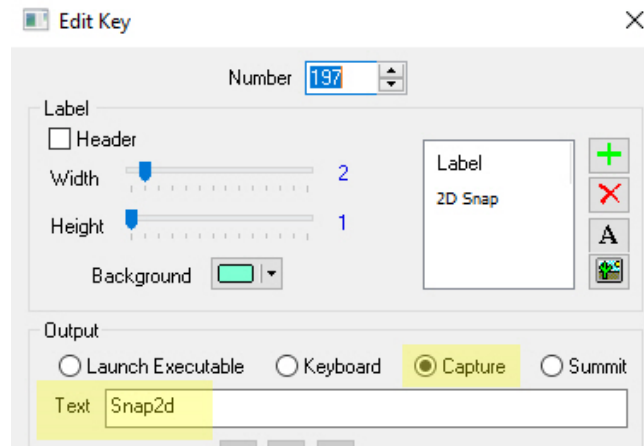 Edit Key
Number 197
Label
Header
Width 2
Label
2D Snap
Height 1
A
Background
Output
Launch Executable Keyboard Capture Summit
Text Snap2d